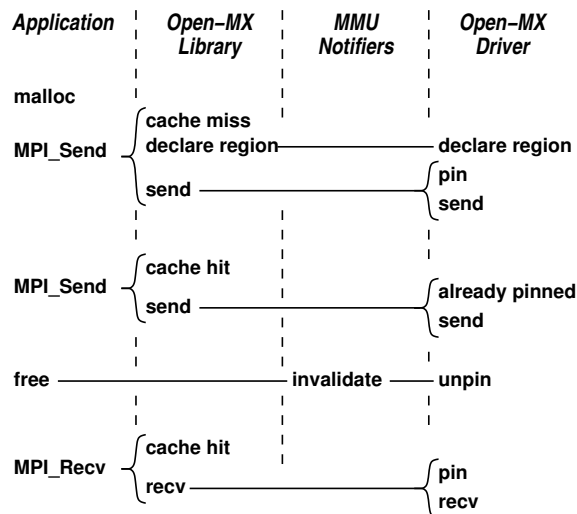 Application Open-MX Library MMU Notifiers Open-MX Driver
malloc
cache miss
MPI_Send declare region declare region
send pin
send
cache hit
MPI_Send already pinned
send send
free invalidate unpin
cache hit
MPI_Recv pin
recv recv